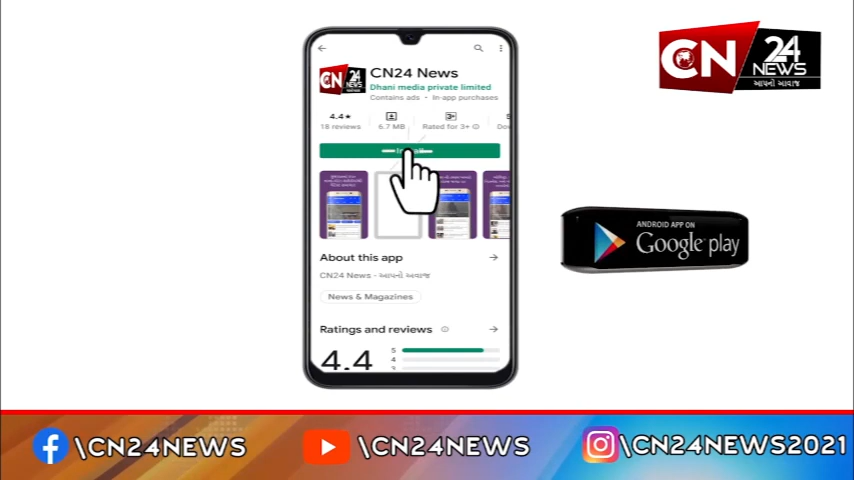 CN24 News
Dhani media private limited
Contains ads • In-app purchases
4.4★
18 reviews
6.7 MB
3+
Rated for 3+
About this app
CN24 News - આપનો અવાજ
News & Magazines
Ratings and reviews
4.4
5
4
3
CN 24 NEWS
આપનો અવાજ
ANDROID APP ON
Google play
\CN24NEWS
\CN24NEWS
\CN24NEWS2021